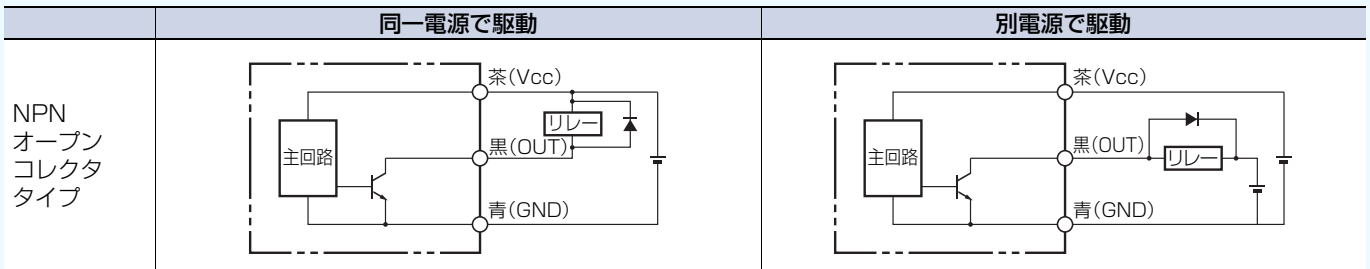 同一電源で駆動
別電源で駆動
NPN
オープン
コレクタ
タイプ
茶(Vcc)
リレー
主回路
黒(OUT)
青(GND)
茶(Vcc)
黒(OUT)
主回路
リレー
青(GND)